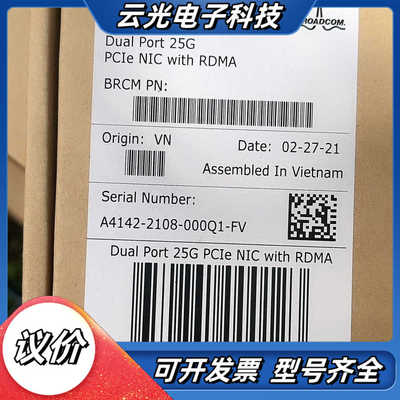 云光电子科技
BROADCOM.
Dual Port 25G
PCIe NIC with RDMA
BRCM PN:
Origin: VN
Date: 02-27-21
Assembled In Vietnam
Serial Number:
A4142-2108-000Q1-FV
Dual Port 25G PCIe NIC with RDMA
议价
可开发票 型号齐全